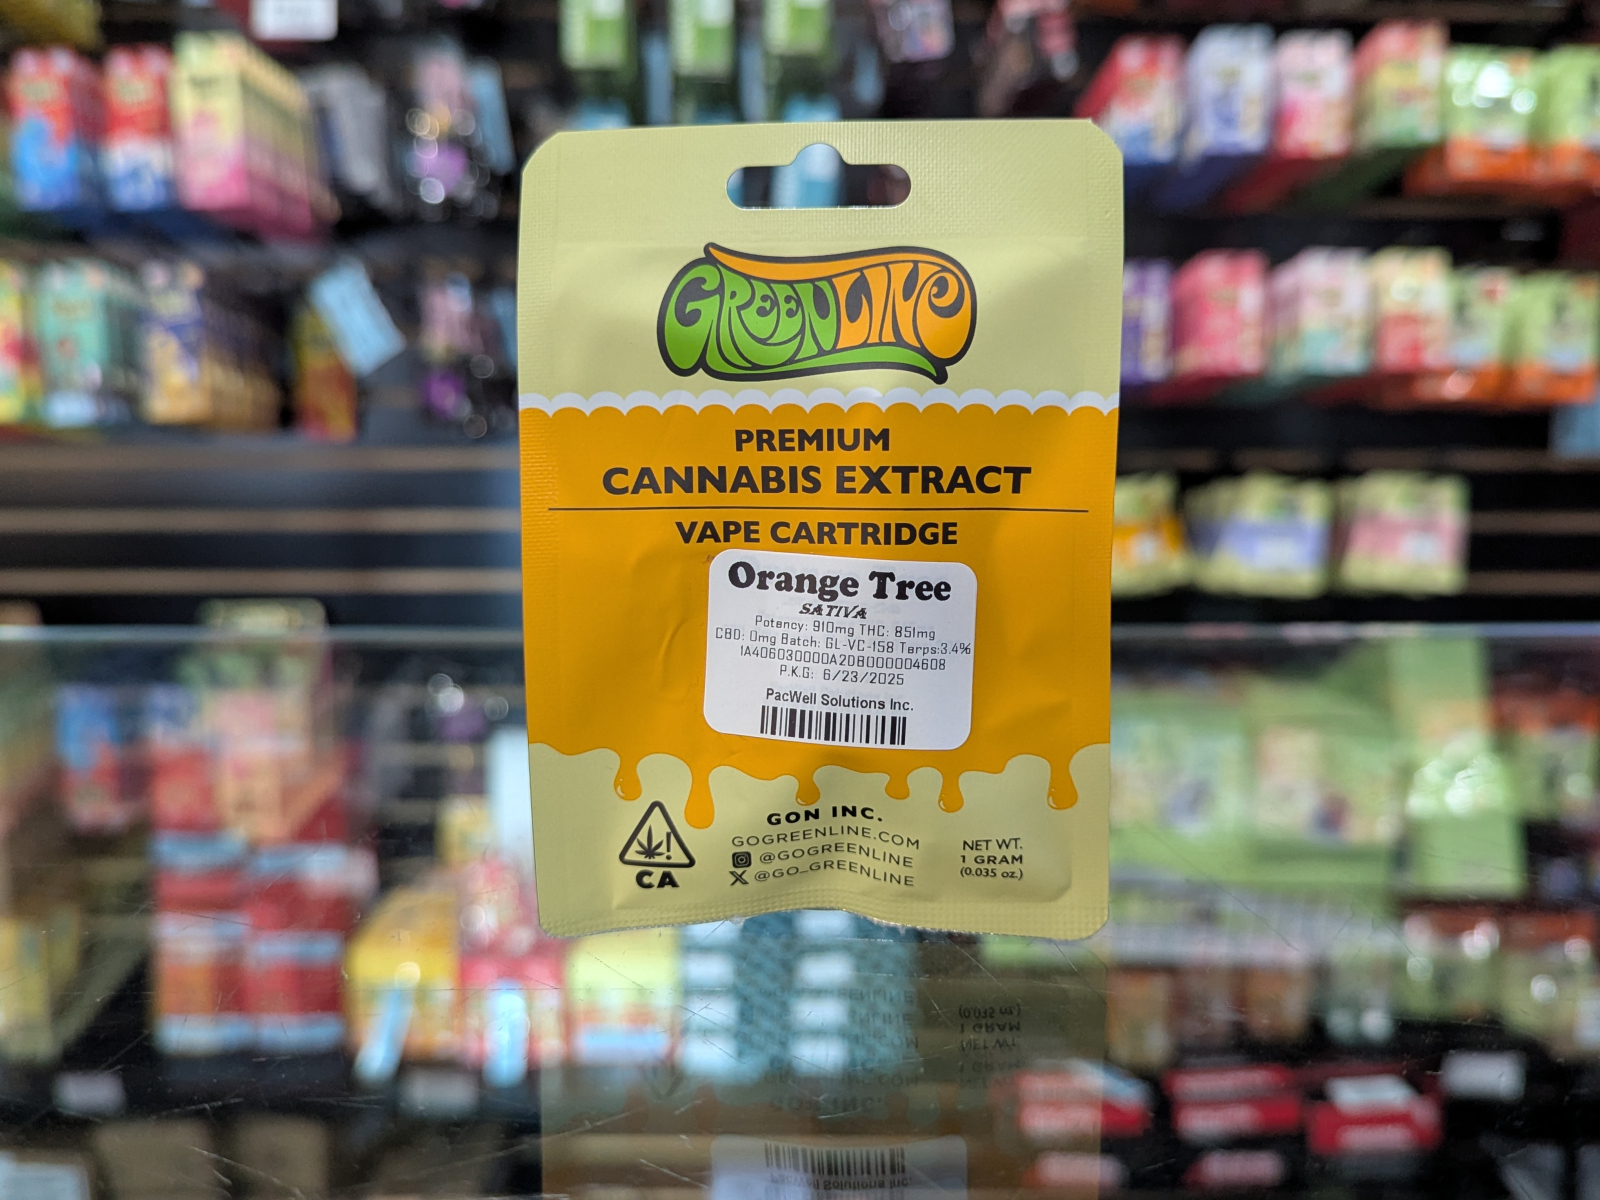 GREENLINE
PREMIUM
CANNABIS EXTRACT
VAPE CARTRIDGE
Orange Tree
SATIVA
Potency: 910mg THC: 851mg
CBD: 0mg Batch: GL-VC-158 Terps:3.4%
1A406030000A20B000004608
P.K.G: 6/23/2025
PacWell Solutions Inc.
CA
GON INC.
GOGREENLINE.COM
@GOGREENLINE
X @GO_GREENLINE
NET WT.
1 GRAM
(0.035 oz.)